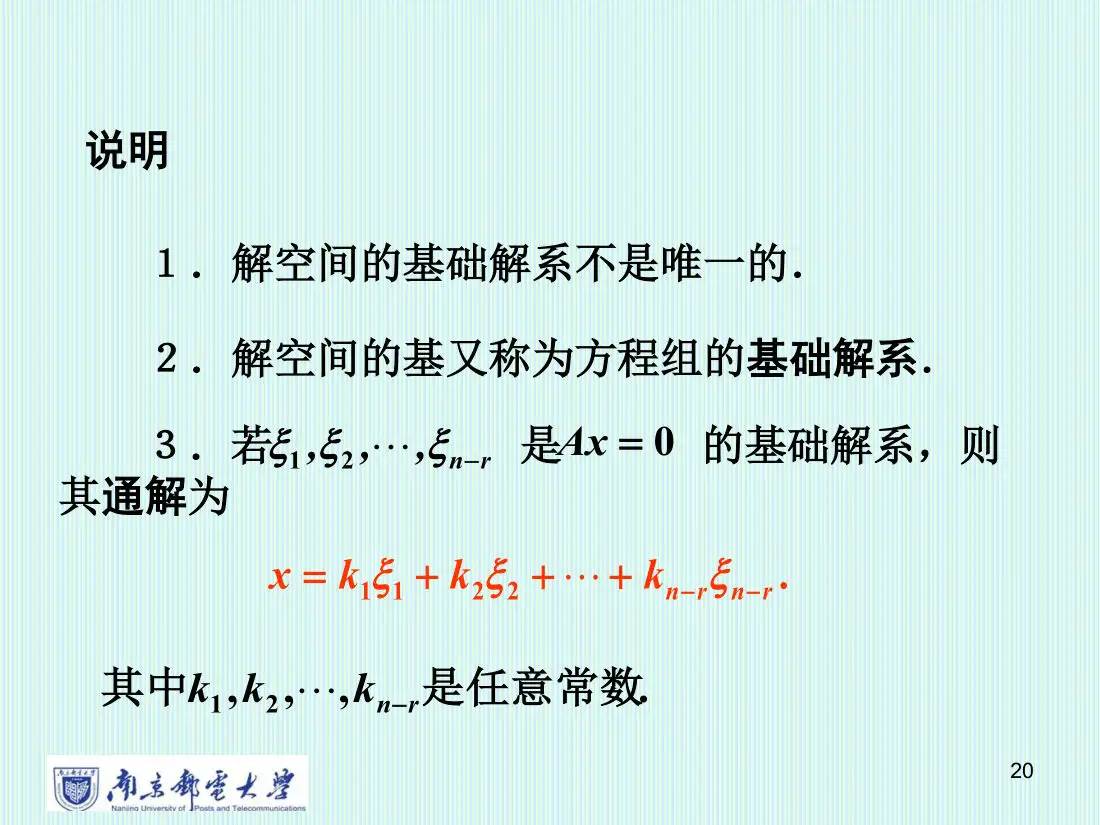 说明
1．解空间的基础解系不是唯一的．
2．解空间的基又称为方程组的基础解系．
3．若ξ₁,ξ₂,⋯,ξₙ₋ᵣ 是Ax = 0 的基础解系，则
其通解为
x = k₁ξ₁ + k₂ξ₂ + ⋯ + kₙ₋ᵣξₙ₋ᵣ.
其中k₁,k₂,⋯,kₙ₋ᵣ是任意常数.
南京郵電大学
Nanjing University of Posts and Telecommunications
20